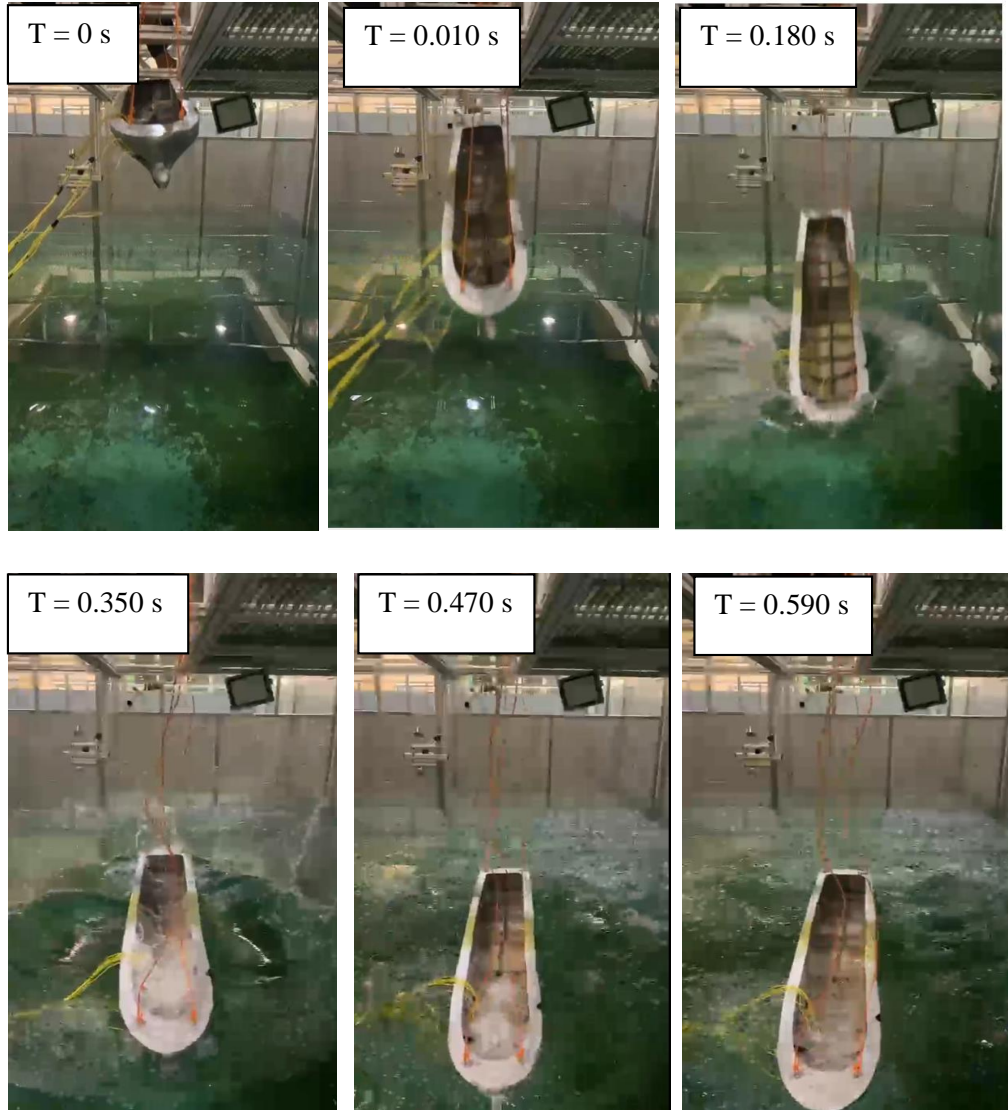 T = 0 s
T = 0.010 s
T = 0.180 s
T = 0.350 s
T = 0.470 s
T = 0.590 s